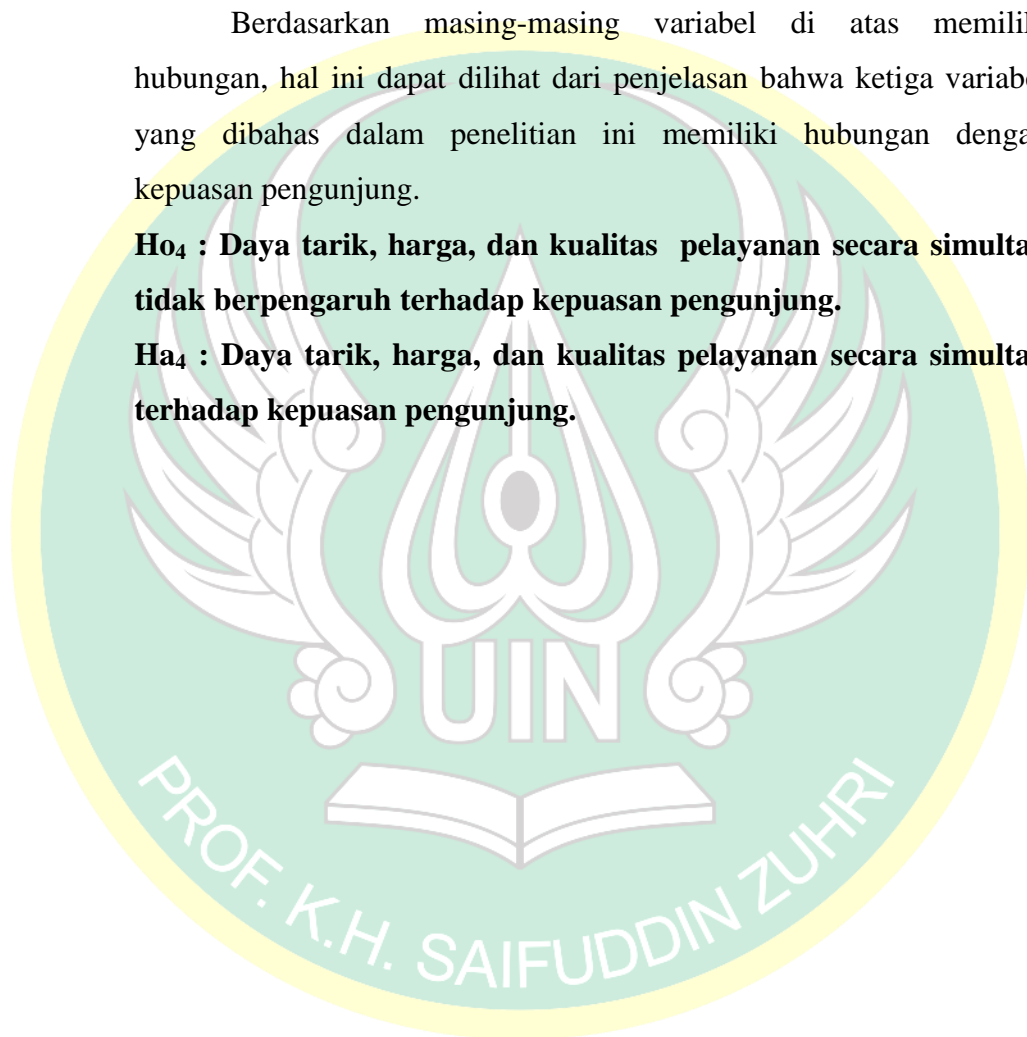 Berdasarkan masing-masing variabel di atas memilik
hubungan, hal ini dapat dilihat dari penjelasan bahwa ketiga variabe
yang dibahas dalam penelitian ini memiliki hubungan denga
kepuasan pengunjung.
Ho₄ : Daya tarik, harga, dan kualitas pelayanan secara simulta
tidak berpengaruh terhadap kepuasan pengunjung.
Ha₄ : Daya tarik, harga, dan kualitas pelayanan secara simulta
terhadap kepuasan pengunjung.
UIN
PROF. K.H. SAIFUDDIN ZUHRI